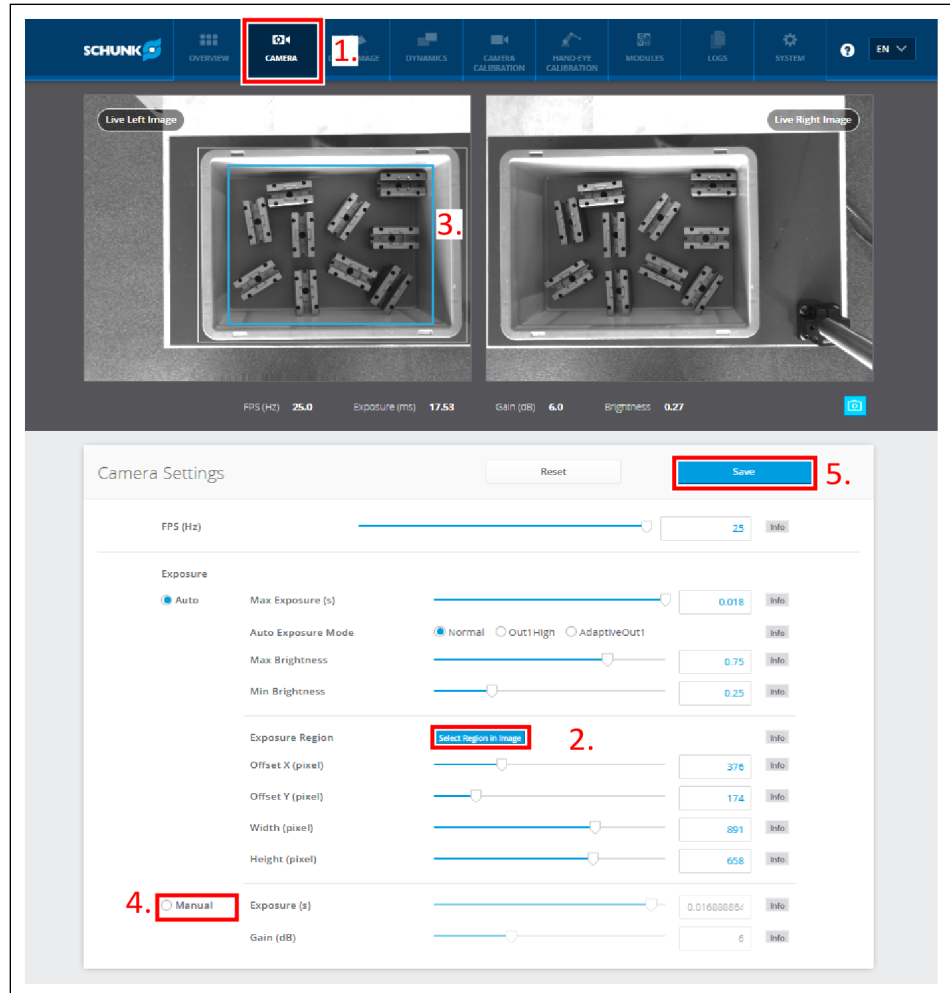 SCHUNK
OVERVIEW
CAMERA
1.
IMAGE
DYNAMICS
CAMERA
CALIBRATION
HAND-EYE
CALIBRATION
MODULES
LOGS
SYSTEM
?
EN
Live Left Image
Live Right Image
3.
FPS (Hz) 25.0 Exposure (ms) 17.53 Gain (dB) 6.0 Brightness 0.27
Camera Settings Reset Save 5.
FPS (Hz) 25 Info
Exposure
Auto Max Exposure (s) 0.018 Info
Auto Exposure Mode Normal Out1High AdaptiveOut1 Info
Max Brightness 0.75 Info
Min Brightness 0.25 Info
Exposure Region Select Region in Image 2. Info
Offset X (pixel) 376 Info
Offset Y (pixel) 174 Info
Width (pixel) 891 Info
Height (pixel) 658 Info
4. Manual Exposure (s) 0.016888864 Info
Gain (dB) 6 Info